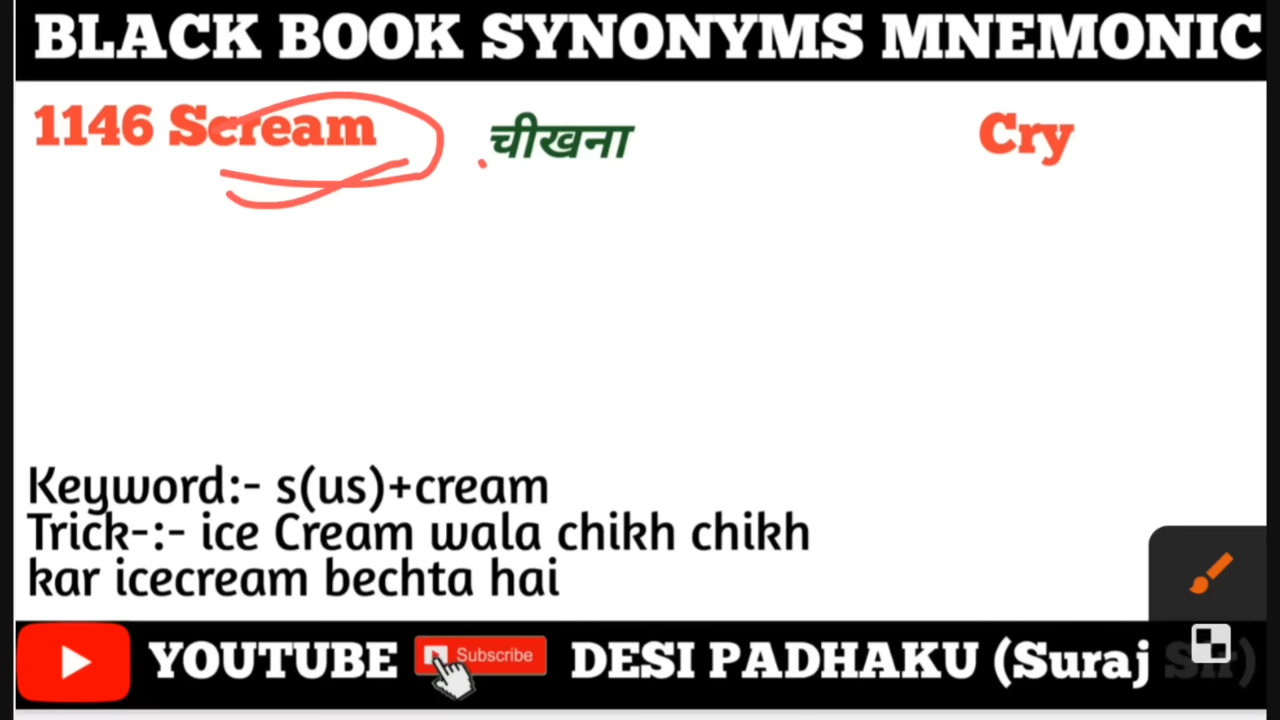 BLACK BOOK SYNONYMS MNEMONIC
1146 Scream चीखना Cry
Keyword:- s(us)+cream
Trick-:- ice Cream wala chikh chikh
kar icecream bechta hai
YOUTUBE Subscribe DESI PADHAKU (Suraj Sir)